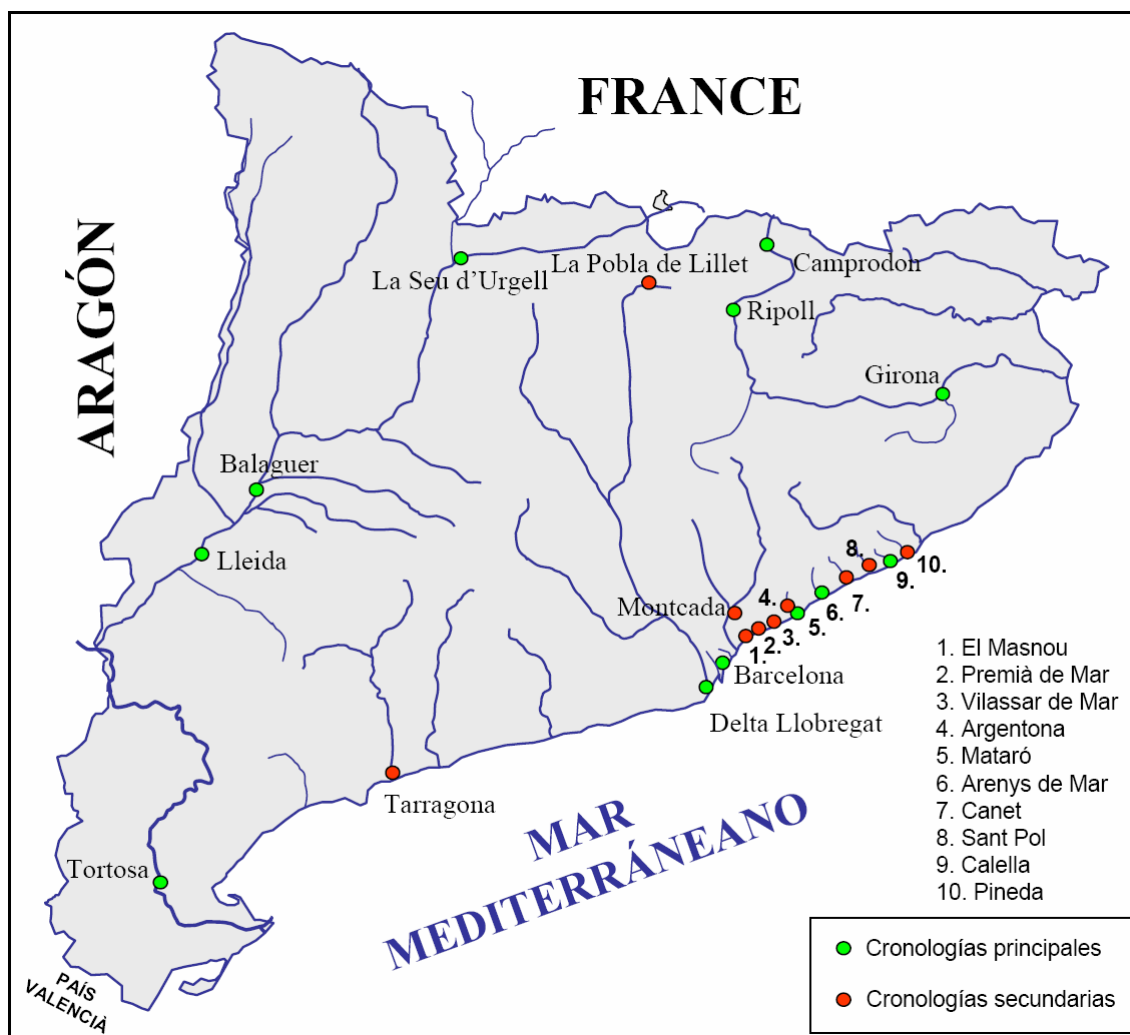 FRANCE
ARAGÓN
La Seu d'Urgell
La Pobla de Lillet
Camprodón
Ripoll
Girona
Balaguer
Lleida
Montcada
Barcelona
Delta Llobregat
Tarragona
Tortosa
MAR
MEDITERRÁNEANO
PAÍS
VALENCIÀ
1.
2.
3.
4.
5.
6.
7.
8.
9.
10.
1. El Masnou
2. Premià de Mar
3. Vilassar de Mar
4. Argentona
5. Mataró
6. Arenys de Mar
7. Canet
8. Sant Pol
9. Calella
10. Pineda
Cronologías principales
Cronologías secundarias